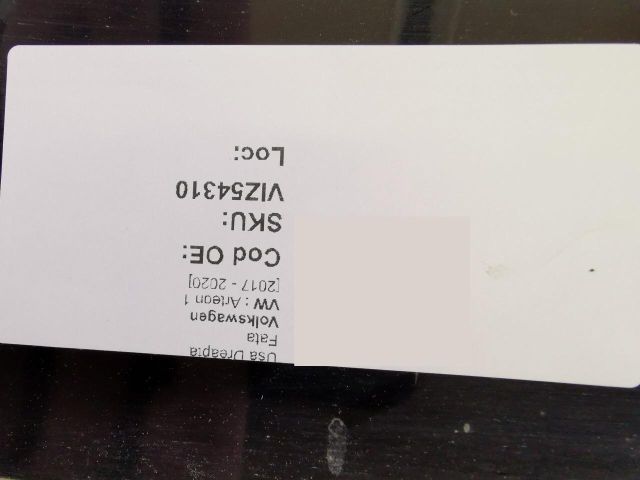 Usa Dreapta
Fata
Volkswagen
VW : Arteon 1
[2017 - 2020]
Cod OE:
SKU:
VIZ54310
Loc: